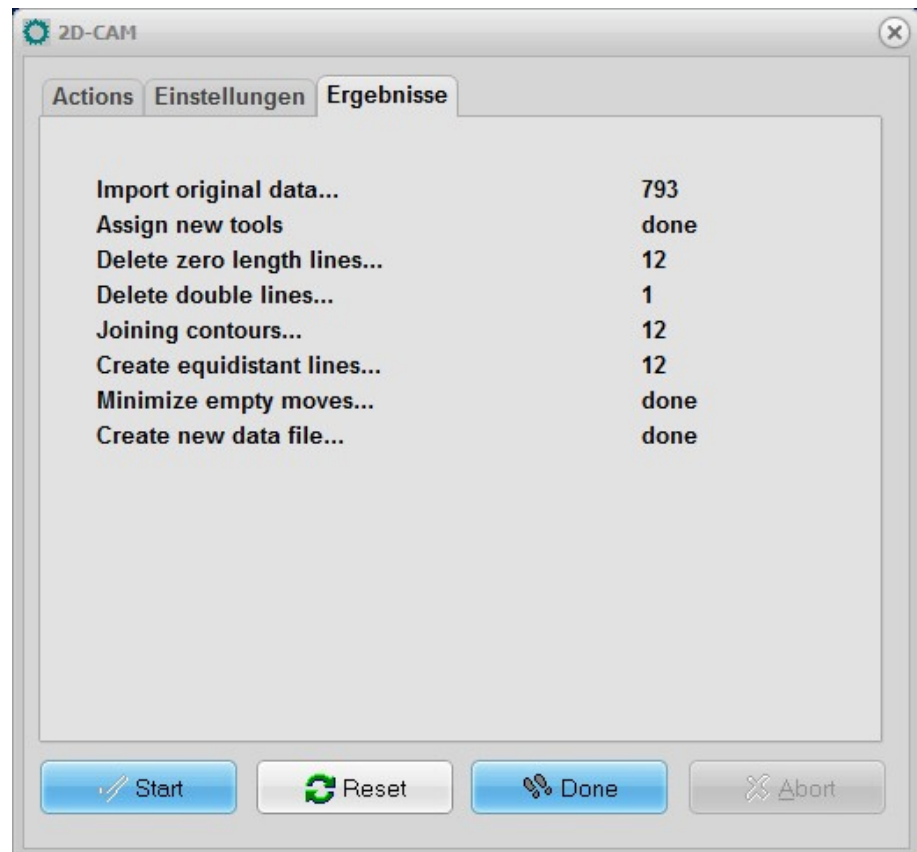 2D-CAM
Actions Einstellungen Ergebnisse
Import original data... 793
Assign new tools done
Delete zero length lines... 12
Delete double lines... 1
Joining contours... 12
Create equidistant lines... 12
Minimize empty moves... done
Create new data file... done
Start Reset Done Abort